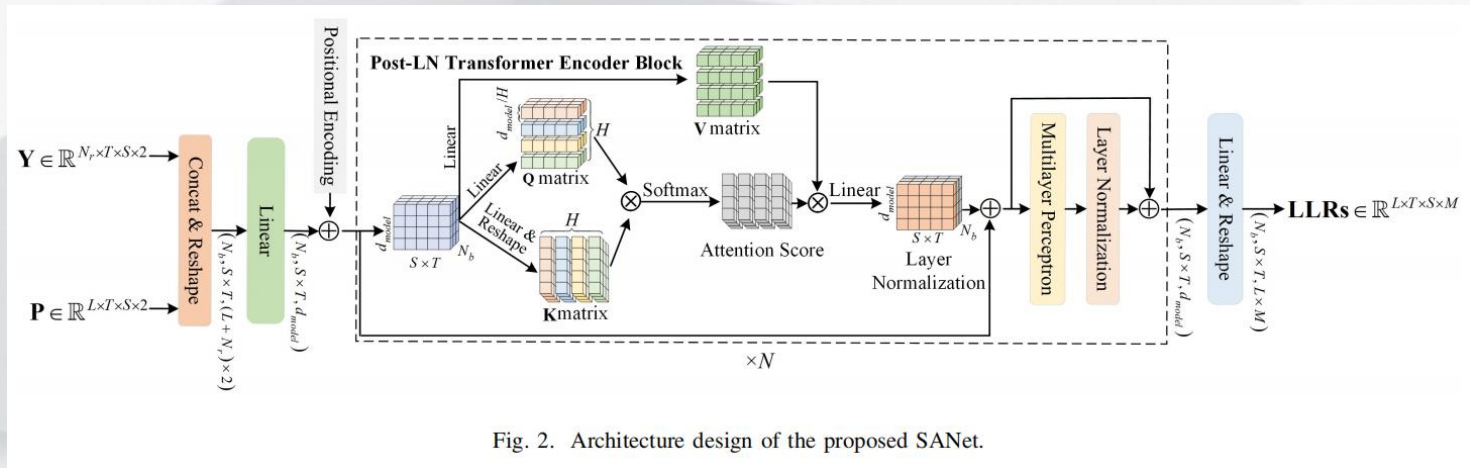 Y ∈ ℝ^{N_r×T×S×2}
P ∈ ℝ^{L×T×S×2}
Concat & Reshape
(N_b, S×T, (L+N_r)×2)
Linear
(N_b, S×T, d_model)
Positional Encoding
Post-LN Transformer Encoder Block
d_model
S×T
N_b
Linear
Linear
Linear & Reshape
d_model/H
H
Q matrix
H
K matrix
V matrix
Softmax
Attention Score
Linear
d_model
S×T
N_b
Layer Normalization
Multilayer Perceptron
Layer Normalization
×N
(N_b, S×T, d_model)
Linear & Reshape
(N_b, S×T, L×M)
LLRs ∈ ℝ^{L×T×S×M}
Fig. 2. Architecture design of the proposed SANet.